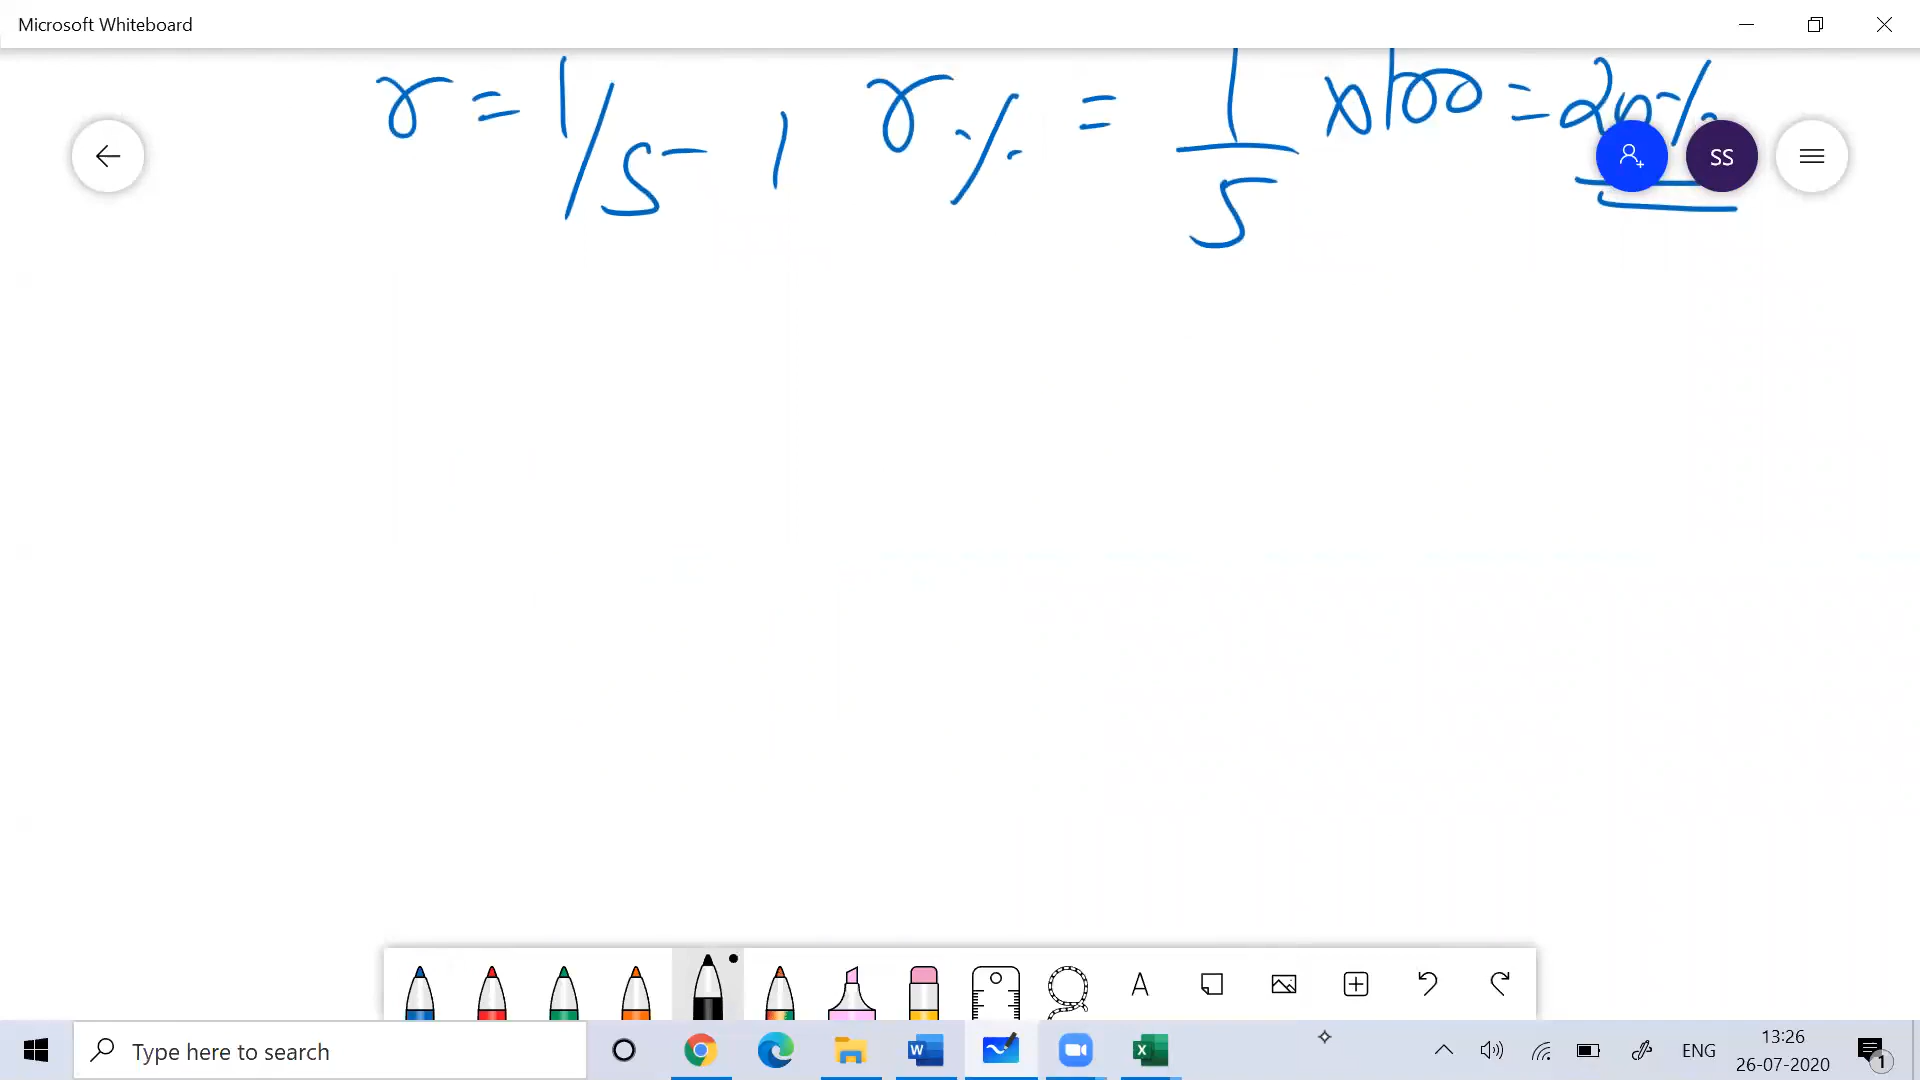 Microsoft Whiteboard
r = 1/5 , r% = 1/5 x100 = 20%
SS
A
Type here to search
ENG
13:26
26-07-2020
1